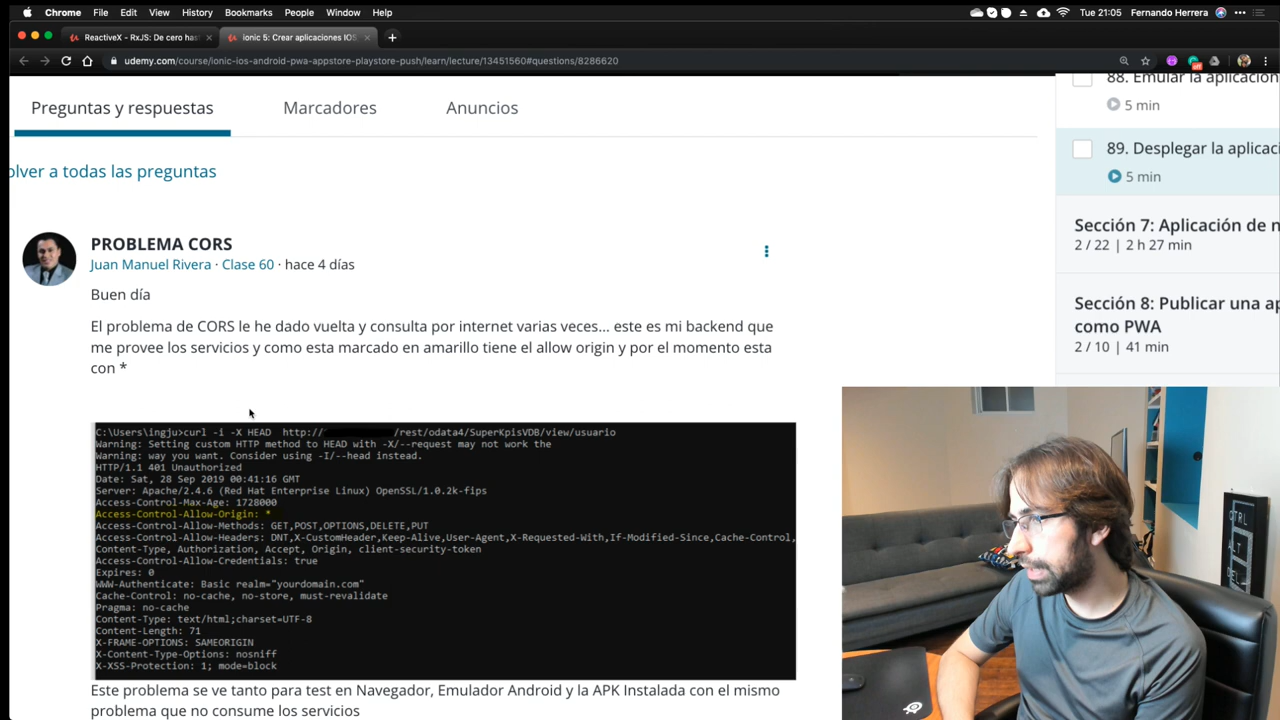 Chrome File Edit View History Bookmarks People Window Help
Tue 21:05 Fernando Herrera
ReactiveX - RxJS: De cero has
ionic 5: Crear aplicaciones IOS
udemy.com/course/ionic-ios-android-pwa-appstore-playstore-push/learn/lecture/13451560#questions/8286620
Preguntas y respuestas Marcadores Anuncios
olver a todas las preguntas
PROBLEMA CORS
Juan Manuel Rivera · Clase 60 · hace 4 días
Buen día
El problema de CORS le he dado vuelta y consulta por internet varias veces... este es mi backend que
me provee los servicios y como esta marcado en amarillo tiene el allow origin y por el momento esta
con *
C:\Users\ingju>curl -i -X HEAD http:// /rest/odata4/SuperKpisVDB/view/usuario
Warning: Setting custom HTTP method to HEAD with -X/--request may not work the
Warning: way you want. Consider using -I/--head instead.
HTTP/1.1 401 Unauthorized
Date: Sat, 28 Sep 2019 00:41:16 GMT
Server: Apache/2.4.6 (Red Hat Enterprise Linux) OpenSSL/1.0.2k-fips
Access-Control-Max-Age: 1728000
Access-Control-Allow-Origin: *
Access-Control-Allow-Methods: GET,POST,OPTIONS,DELETE,PUT
Access-Control-Allow-Headers: DNT,X-CustomHeader,Keep-Alive,User-Agent,X-Requested-With,If-Modified-Since,Cache-Control,
Content-Type, Authorization, Accept, Origin, client-security-token
Access-Control-Allow-Credentials: true
Expires: 0
WWW-Authenticate: Basic realm="yourdomain.com"
Cache-Control: no-cache, no-store, must-revalidate
Pragma: no-cache
Content-Type: text/html;charset=UTF-8
Content-Length: 71
X-FRAME-OPTIONS: SAMEORIGIN
X-Content-Type-Options: nosniff
X-XSS-Protection: 1; mode=block
Este problema se ve tanto para test en Navegador, Emulador Android y la APK Instalada con el mismo
problema que no consume los servicios
88. Emular la aplicación
5 min
89. Desplegar la aplicaci
5 min
Sección 7: Aplicación de n
2 / 22 | 2 h 27 min
Sección 8: Publicar una ap
como PWA
2 / 10 | 41 min
CTRL
ALT
DEL